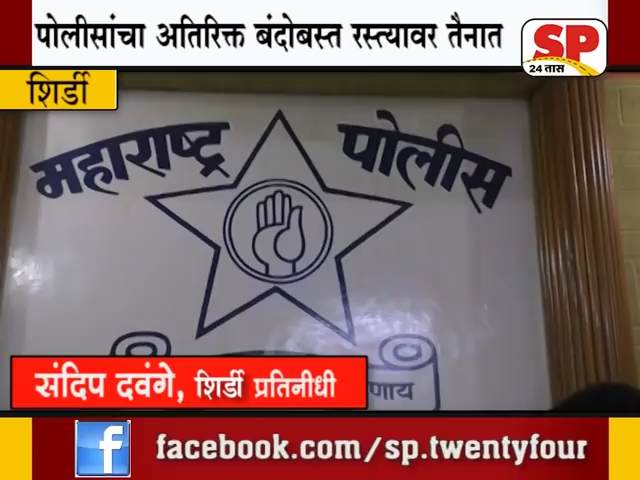 पोलीसांचा अतिरिक्त बंदोबस्त रस्त्यावर तैनात
SP
24 तास
शिर्डी
महाराष्ट्र पोलीस
णाय
संदिप दवंगे, शिर्डी प्रतिनीधी
facebook.com/sp.twentyfour